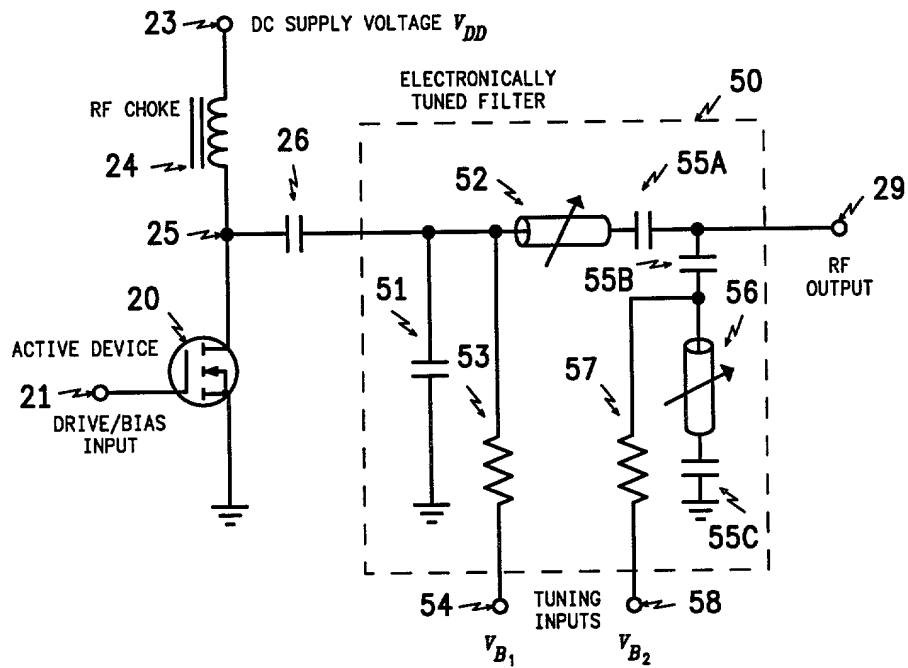 23
DC SUPPLY VOLTAGE V_DD
ELECTRONICALLY
TUNED FILTER
50
RF CHOKE
24
26
52
55A
29
25
55B
RF
OUTPUT
51
56
20
ACTIVE DEVICE
53
57
21
DRIVE/BIAS
INPUT
55C
54
TUNING
INPUTS
58
V_B1
V_B2